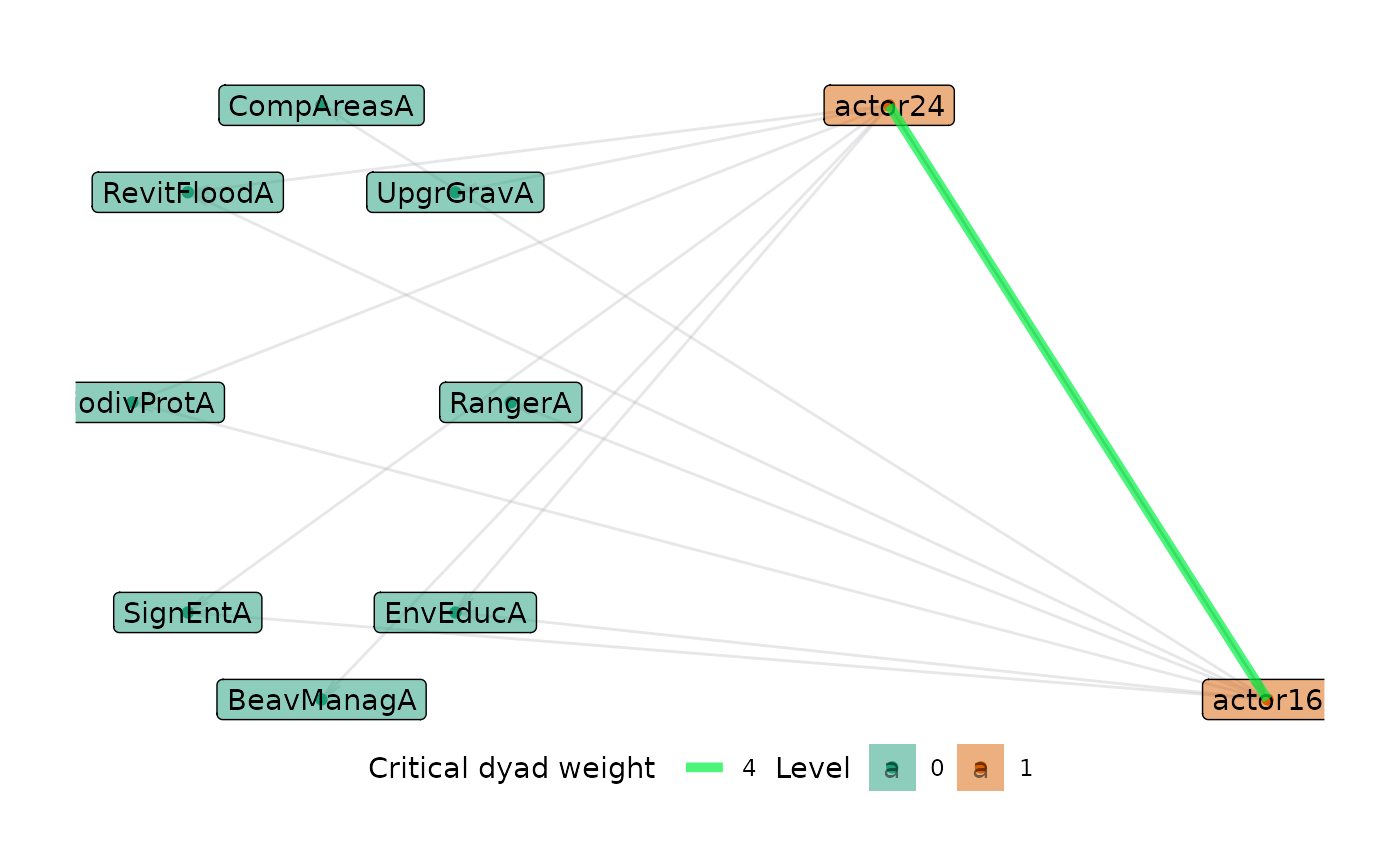 CompAreasA
actor24
RevitFloodA
UpgrGravA
odivProtA
RangerA
SignEntA
EnvEducA
BeavManagA
actor16
Critical dyad weight 4 Level a 0 a 1